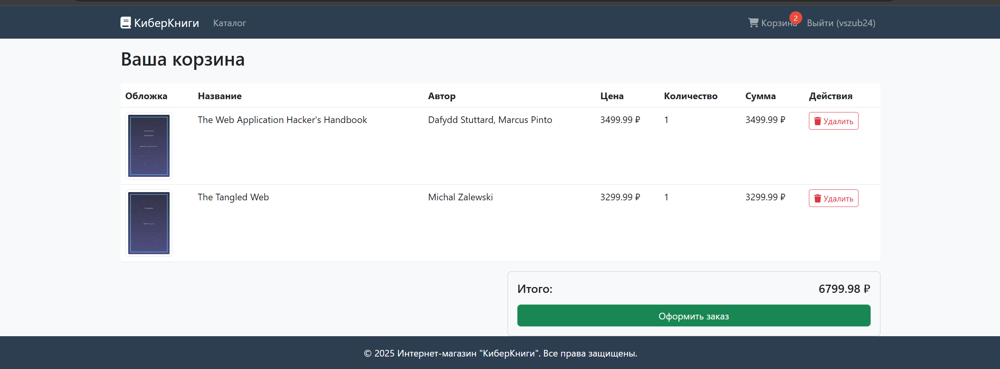 КиберКниги Каталог Корзина 2 Выйти (vszub24)
Ваша корзина
Обложка Название Автор Цена Количество Сумма Действия
The Web Application Hacker's Handbook Dafydd Stuttard, Marcus Pinto 3499.99 ₽ 1 3499.99 ₽ Удалить
The Tangled Web Michal Zalewski 3299.99 ₽ 1 3299.99 ₽ Удалить
Итого: 6799.98 ₽
Оформить заказ
© 2025 Интернет-магазин "КиберКниги". Все права защищены.